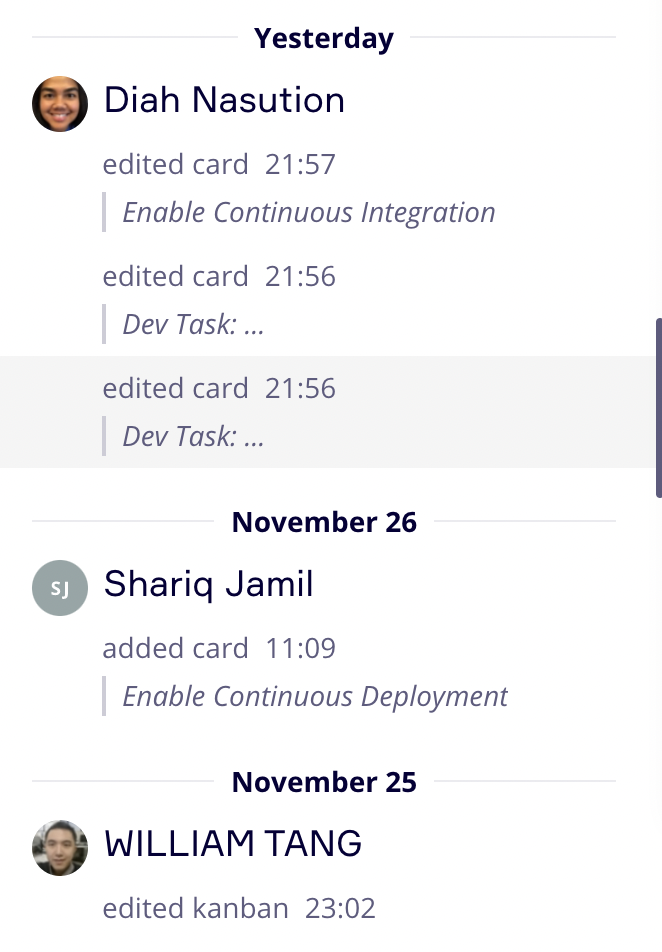 Yesterday
Diah Nasution
edited card 21:57
Enable Continuous Integration
edited card 21:56
Dev Task: ...
edited card 21:56
Dev Task: ...
November 26
SJ Shariq Jamil
added card 11:09
Enable Continuous Deployment
November 25
WILLIAM TANG
edited kanban 23:02